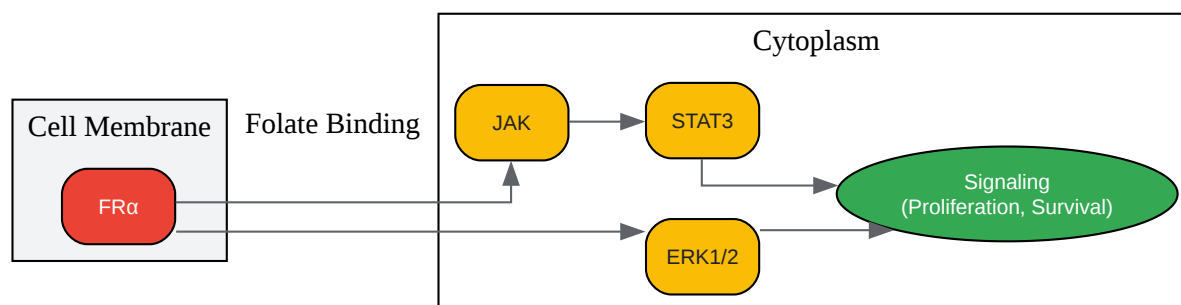 Cytoplasm
Cell Membrane
Folate Binding
JAK
STAT3
FRα
Signaling
(Proliferation, Survival)
ERK1/2